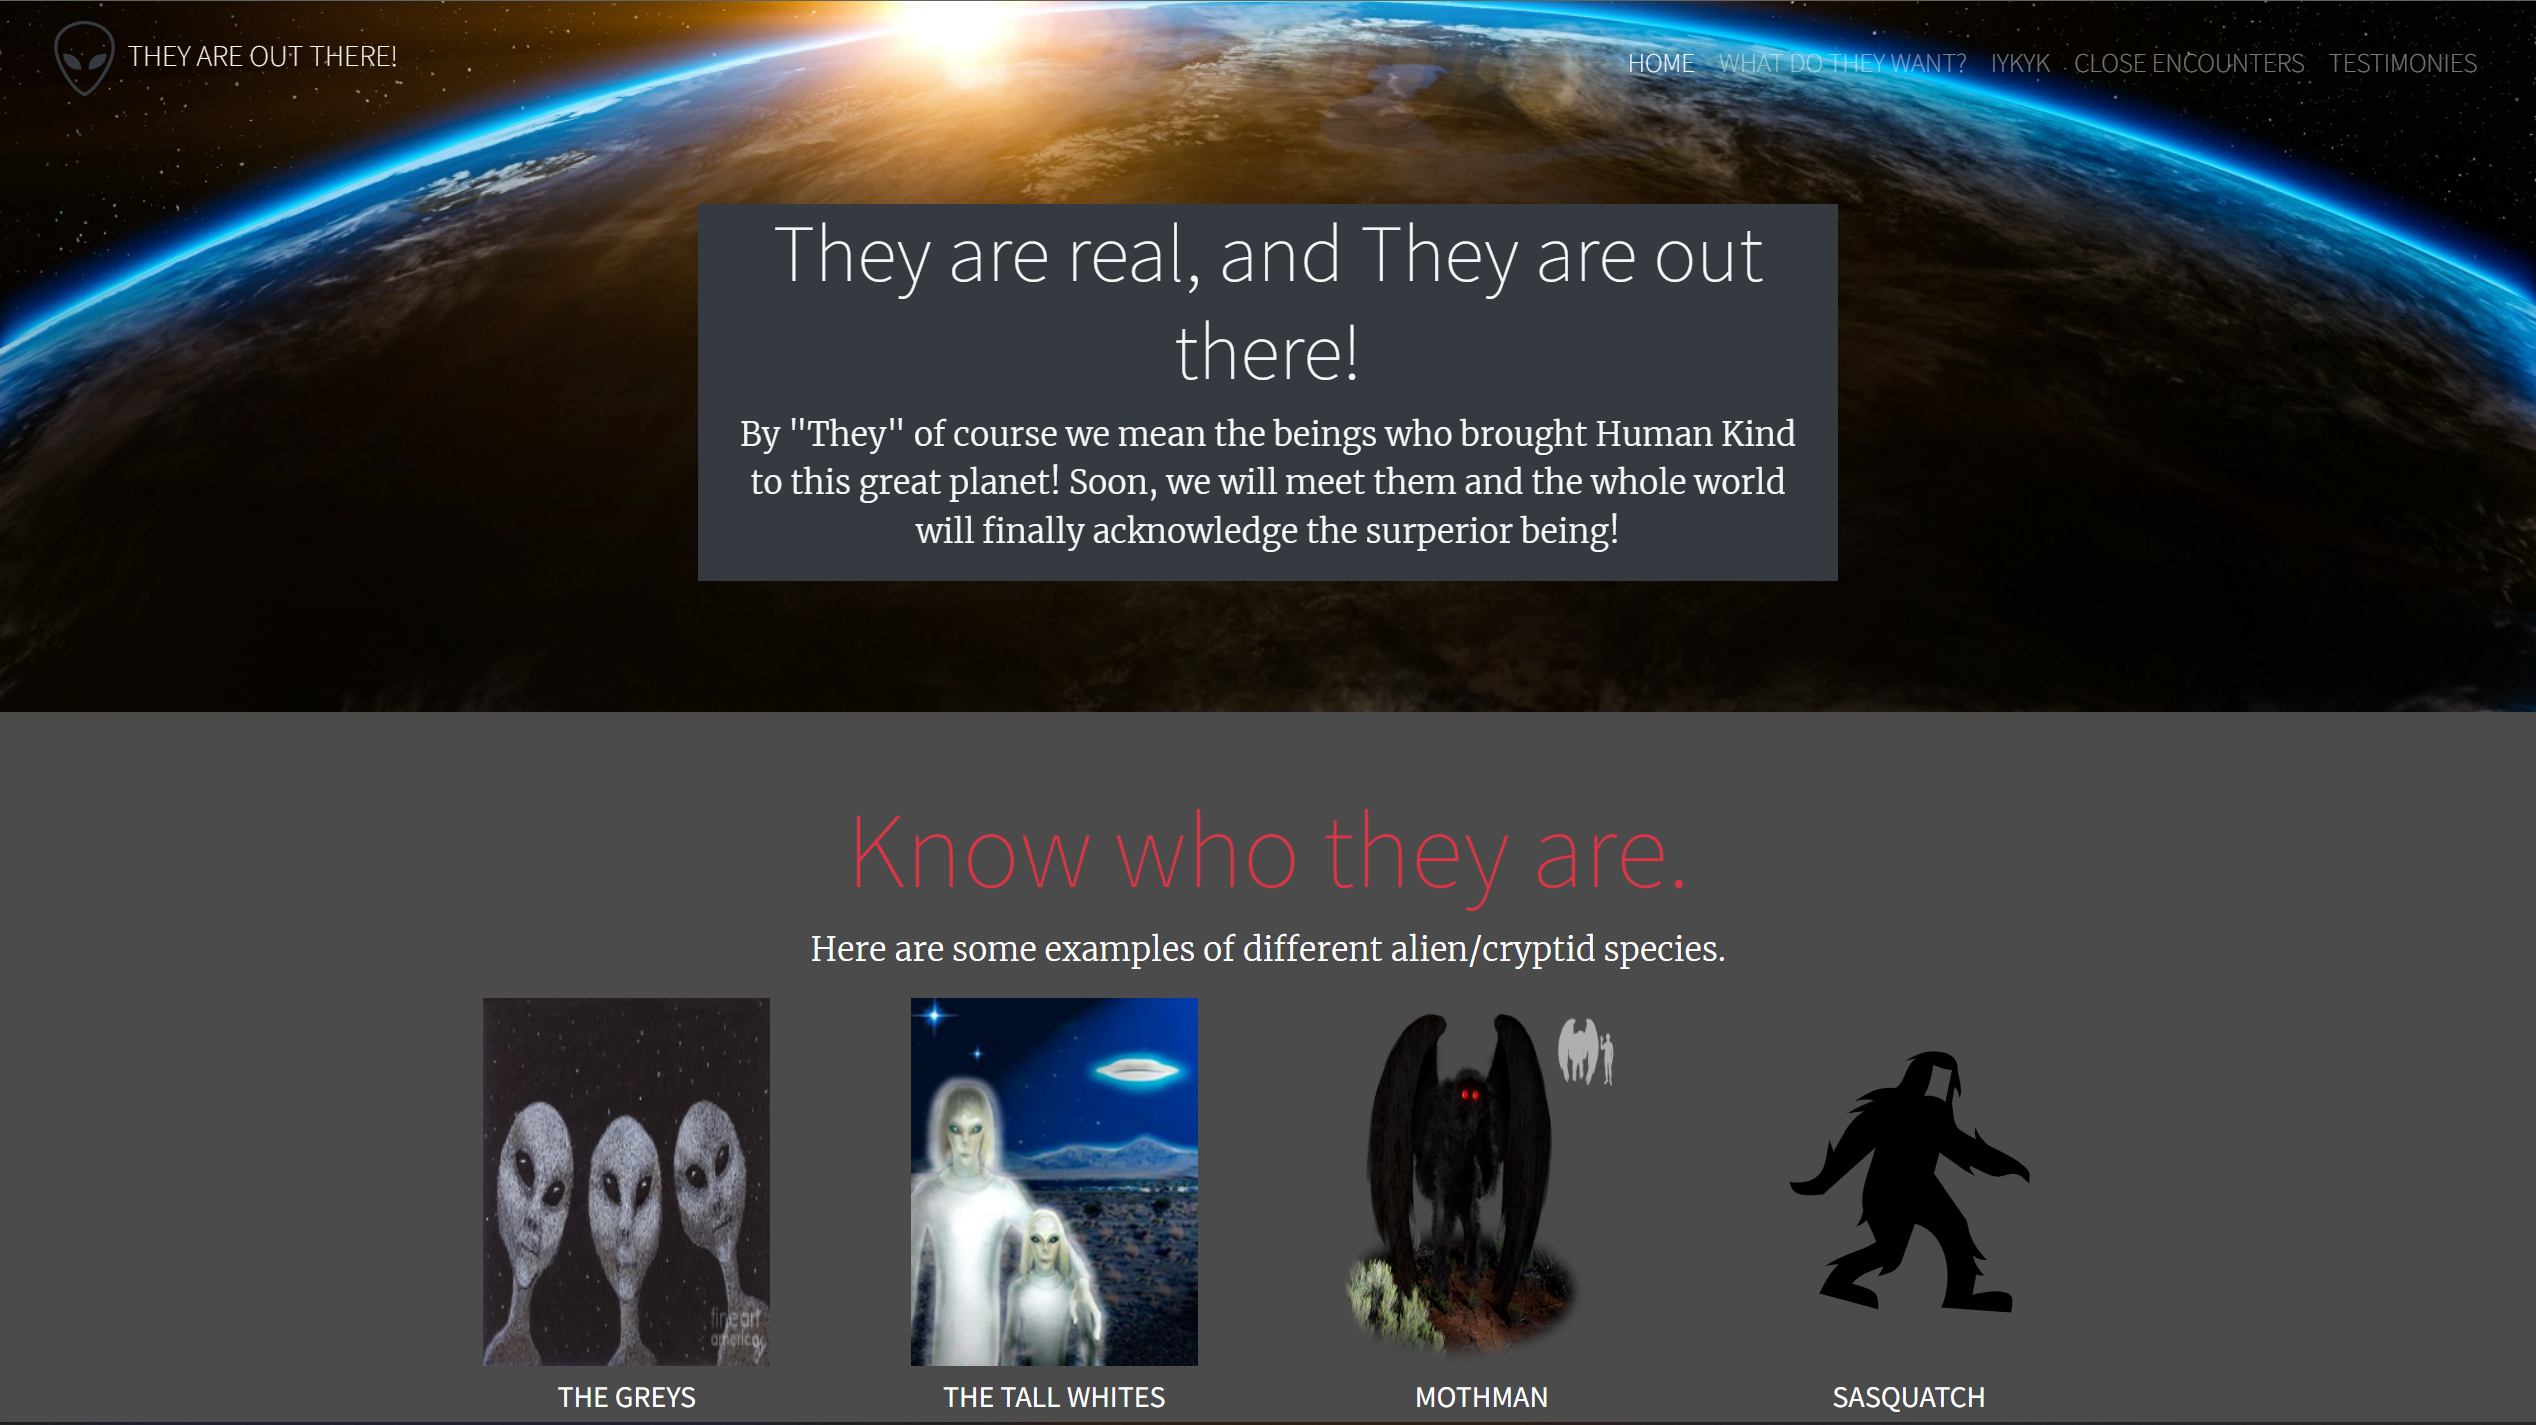 THEY ARE OUT THERE!
HOME WHAT DO THEY WANT? IYKYK CLOSE ENCOUNTERS TESTIMONIES
They are real, and They are out
there!
By "They" of course we mean the beings who brought Human Kind
to this great planet! Soon, we will meet them and the whole world
will finally acknowledge the surperior being!
Know who they are.
Here are some examples of different alien/cryptid species.
fineart
america
THE GREYS THE TALL WHITES MOTHMAN SASQUATCH